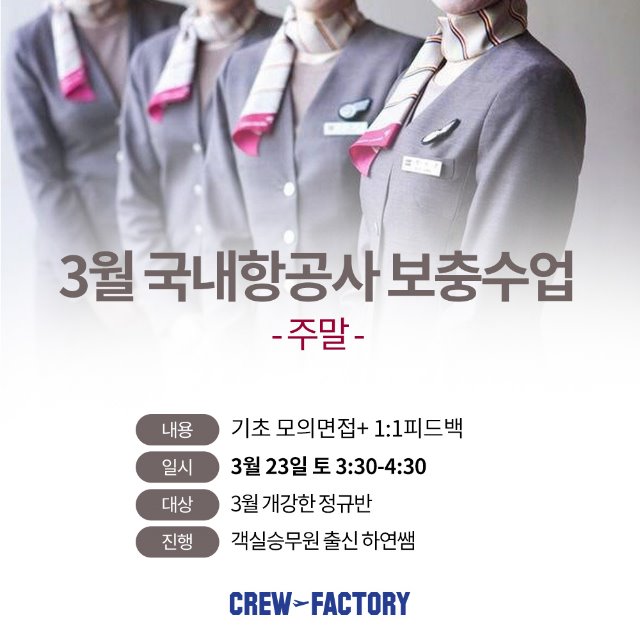 3월 국내항공사 보충수업
- 주말 -
내용 기초 모의면접+ 1:1피드백
일시 3월 23일 토 3:30-4:30
대상 3월 개강한 정규반
진행 객실승무원 출신 하연쌤
CREW FACTORY